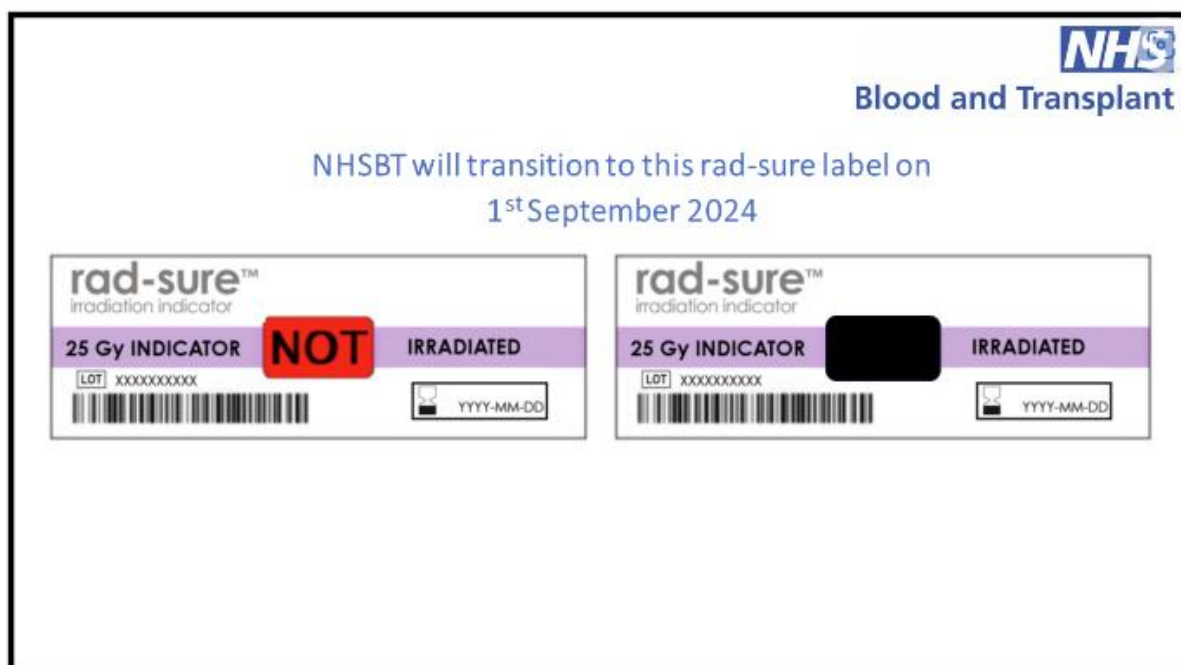 NHS
Blood and Transplant
NHSBT will transition to this rad-sure label on
1st September 2024
rad-sure™
irradiation indicator
25 Gy INDICATOR NOT IRRADIATED
LOT XXXXXXXXXX
YYYY-MM-DD
rad-sure™
irradiation indicator
25 Gy INDICATOR IRRADIATED
LOT XXXXXXXXXX
YYYY-MM-DD